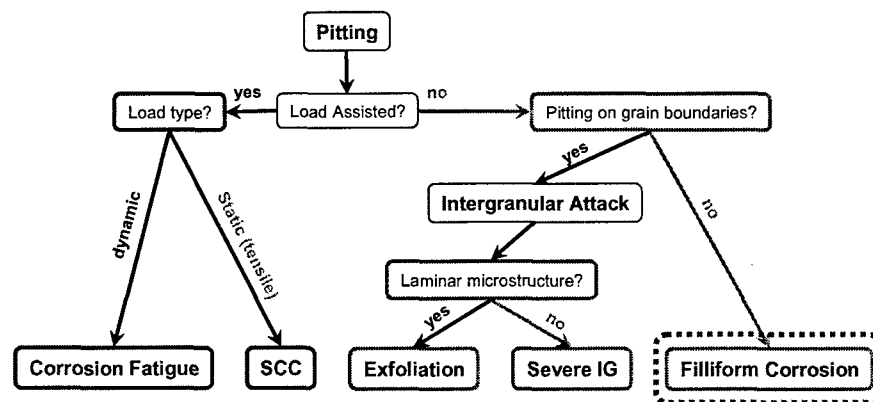 Pitting
yes
no
Load type?
Load Assisted?
Pitting on grain boundaries?
yes
no
Intergranular Attack
dynamic
Static (tensile)
Laminar microstructure?
yes
no
Corrosion Fatigue
SCC
Exfoliation
Severe IG
Filliform Corrosion